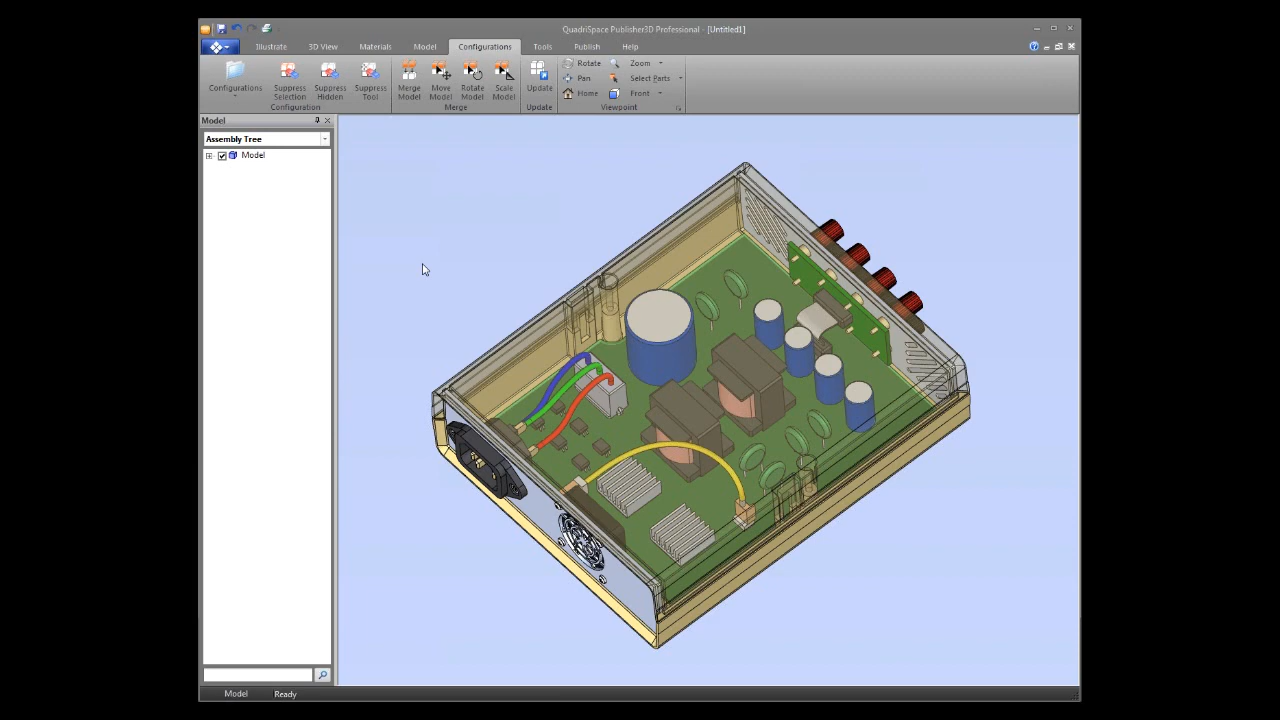 QuadriSpace Publisher3D Professional - [Untitled1]
Illustrate 3D View Materials Model Configurations Tools Publish Help
Configurations Suppress Selection Suppress Hidden Suppress Tool Merge Model Move Model Rotate Model Scale Model Update Rotate Zoom
Pan Select Parts
Home Front
Configuration Merge Update Viewpoint
Model
Assembly Tree
Model
Model Ready